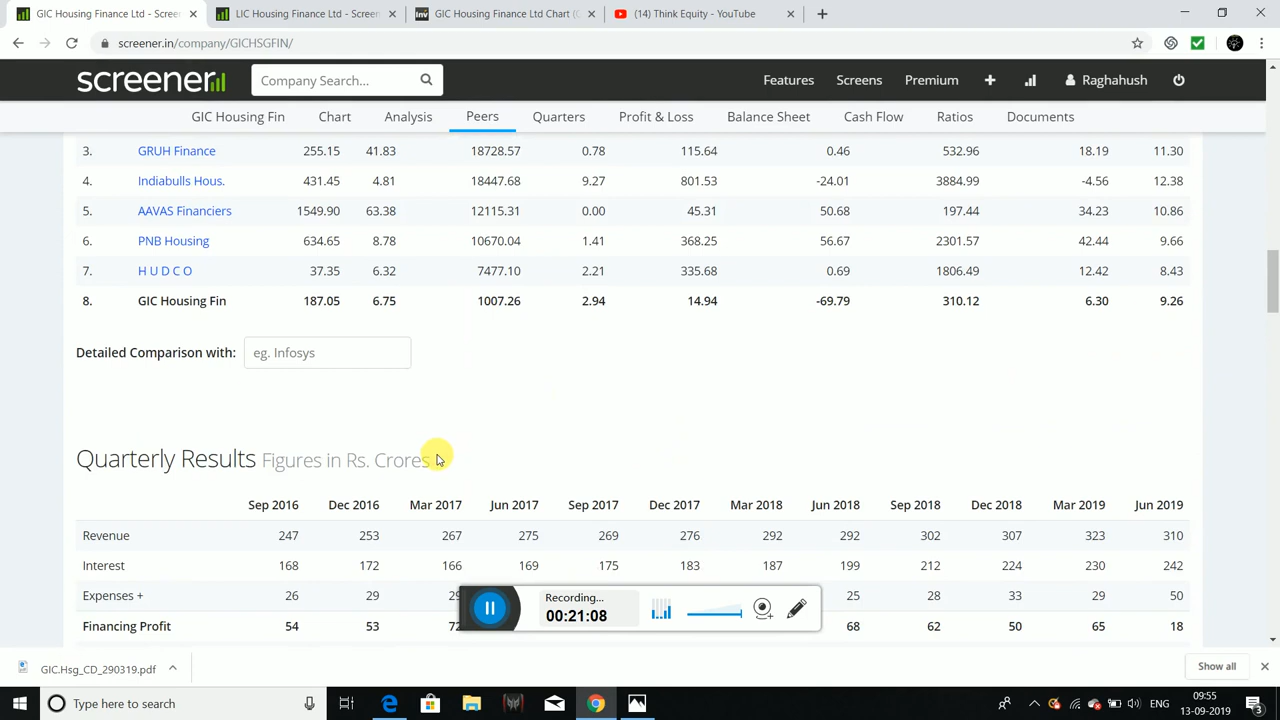 GIC Housing Finance Ltd - Screen
LIC Housing Finance Ltd - Screene
GIC Housing Finance Ltd Chart (G
(14) Think Equity - YouTube
screener.in/company/GICHSGFIN/
screener
Company Search...
Features
Screens
Premium
Raghahush
GIC Housing Fin
Chart
Analysis
Peers
Quarters
Profit & Loss
Balance Sheet
Cash Flow
Ratios
Documents
3. GRUH Finance 255.15 41.83 18728.57 0.78 115.64 0.46 532.96 18.19 11.30
4. Indiabulls Hous. 431.45 4.81 18447.68 9.27 801.53 -24.01 3884.99 -4.56 12.38
5. AAVAS Financiers 1549.90 63.38 12115.31 0.00 45.31 50.68 197.44 34.23 10.86
6. PNB Housing 634.65 8.78 10670.04 1.41 368.25 56.67 2301.57 42.44 9.66
7. H U D C O 37.35 6.32 7477.10 2.21 335.68 0.69 1806.49 12.42 8.43
8. GIC Housing Fin 187.05 6.75 1007.26 2.94 14.94 -69.79 310.12 6.30 9.26
Detailed Comparison with: eg. Infosys
Quarterly Results Figures in Rs. Crores
Sep 2016 Dec 2016 Mar 2017 Jun 2017 Sep 2017 Dec 2017 Mar 2018 Jun 2018 Sep 2018 Dec 2018 Mar 2019 Jun 2019
Revenue 247 253 267 275 269 276 292 292 302 307 323 310
Interest 168 172 166 169 175 183 187 199 212 224 230 242
Expenses + 26 29 25 28 33 29 50
Financing Profit 54 53 72 68 62 50 65 18
Recording...
00:21:08
GIC.Hsg_CD_290319.pdf
Show all
Type here to search
ENG
09:55
13-09-2019
3